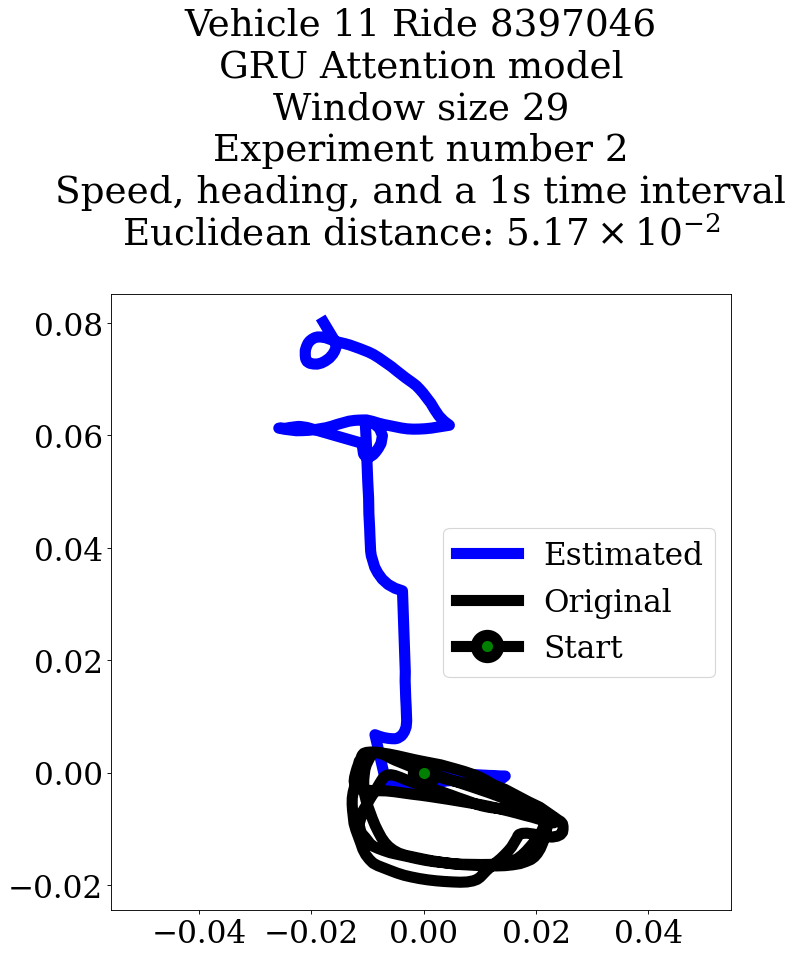 Vehicle 11 Ride 8397046
GRU Attention model
Window size 29
Experiment number 2
Speed, heading, and a 1s time interval
Euclidean distance: 5.17 × 10⁻²
0.08
0.06
0.04
0.02
0.00
−0.02
Estimated
Original
Start
−0.04 −0.02 0.00 0.02 0.04